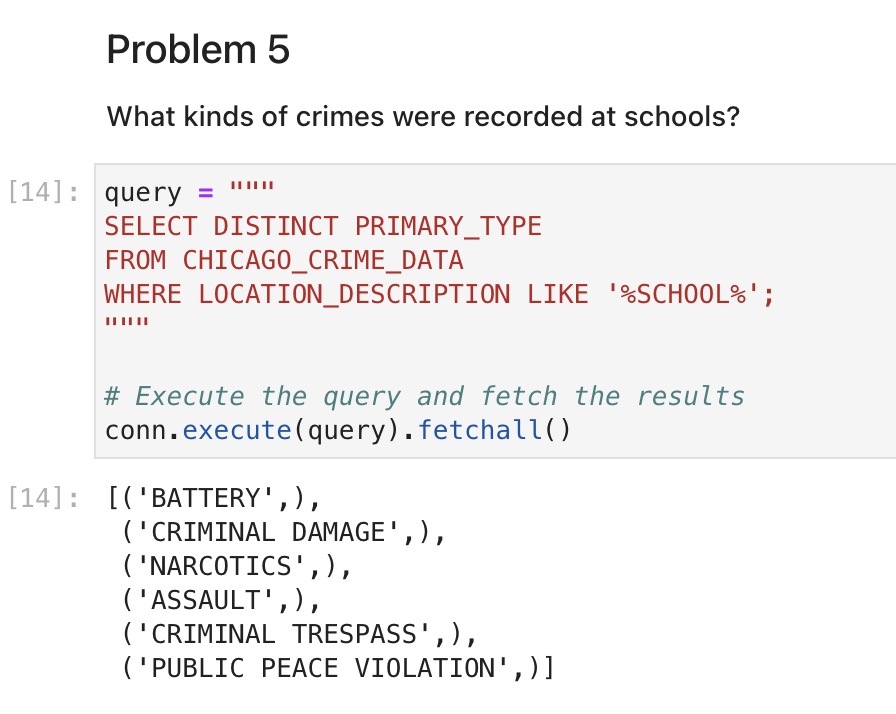 Problem 5
What kinds of crimes were recorded at schools?
[14]: query = """
SELECT DISTINCT PRIMARY_TYPE
FROM CHICAGO_CRIME_DATA
WHERE LOCATION_DESCRIPTION LIKE '%SCHOOL%';
"""
# Execute the query and fetch the results
conn.execute(query).fetchall()
[14]: [('BATTERY',),
('CRIMINAL DAMAGE',),
('NARCOTICS',),
('ASSAULT',),
('CRIMINAL TRESPASS',),
('PUBLIC PEACE VIOLATION',)]